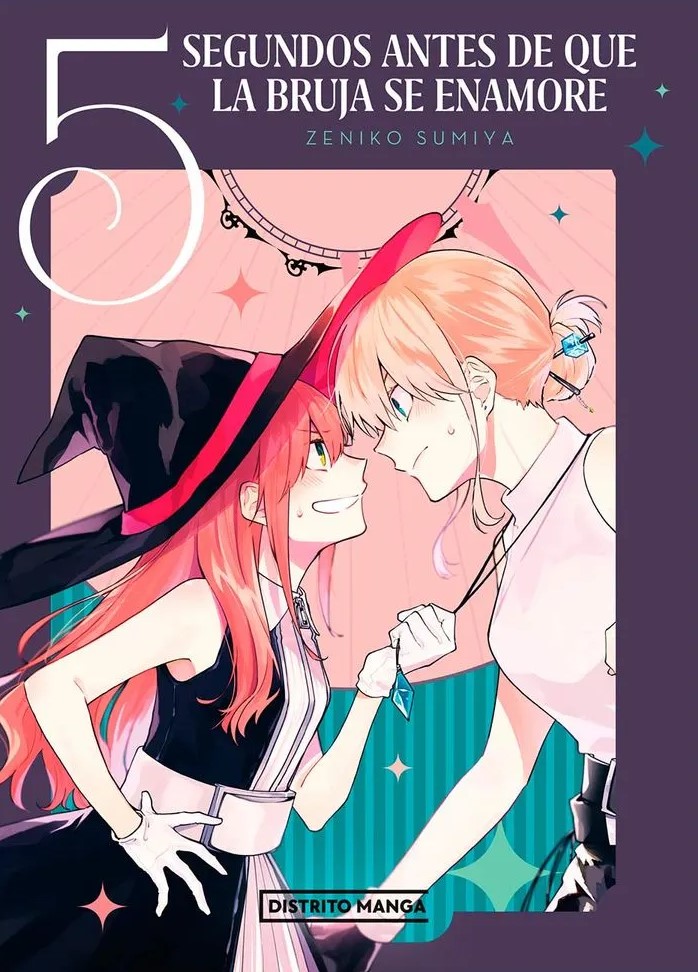 5 SEGUNDOS ANTES DE QUE
LA BRUJA SE ENAMORE
ZENIKO SUMIYA
DISTRITO MANGA